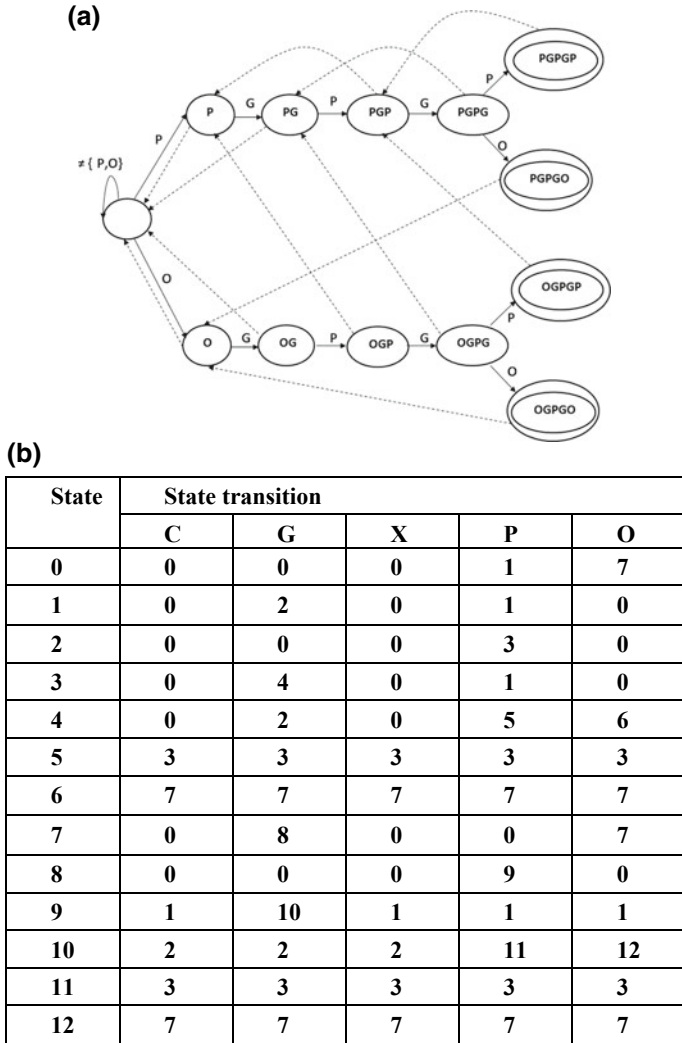 (a)
PGPGP
P
P
G
PG
P
PGP
G
PGPG
P
O
PGPGO
≠{ P,O}
O
OGPGP
O
G
OG
P
OGP
G
OGPG
P
O
OGPGO
(b)
State State transition
C G X P O
0 0 0 0 1 7
1 0 2 0 1 0
2 0 0 0 3 0
3 0 4 0 1 0
4 0 2 0 5 6
5 3 3 3 3 3
6 7 7 7 7 7
7 0 8 0 0 7
8 0 0 0 9 0
9 1 10 1 1 1
10 2 2 2 11 12
11 3 3 3 3 3
12 7 7 7 7 7